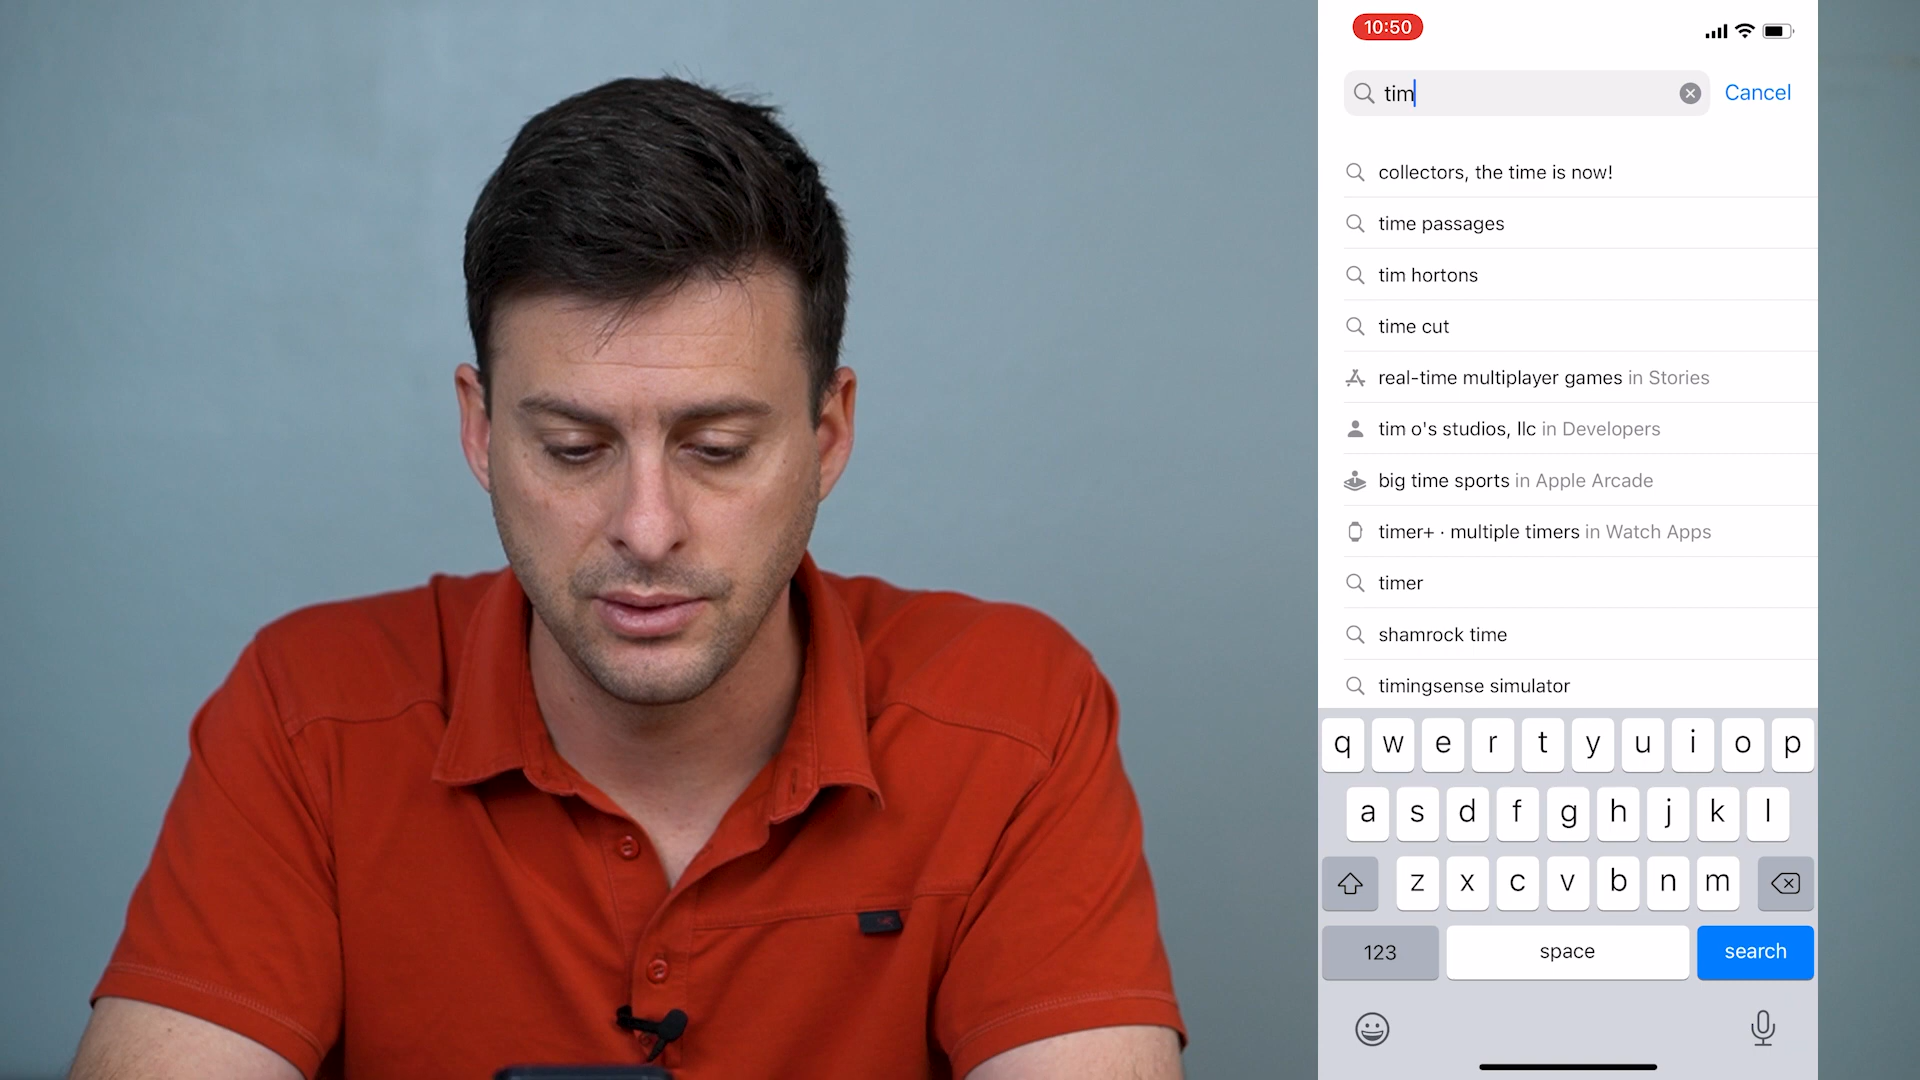 10:50
tim
Cancel
collectors, the time is now!
time passages
tim hortons
time cut
real-time multiplayer games in Stories
tim o's studios, llc in Developers
big time sports in Apple Arcade
timer+ · multiple timers in Watch Apps
timer
shamrock time
timingsense simulator
q w e r t y u i o p
a s d f g h j k l
z x c v b n m
123 space search